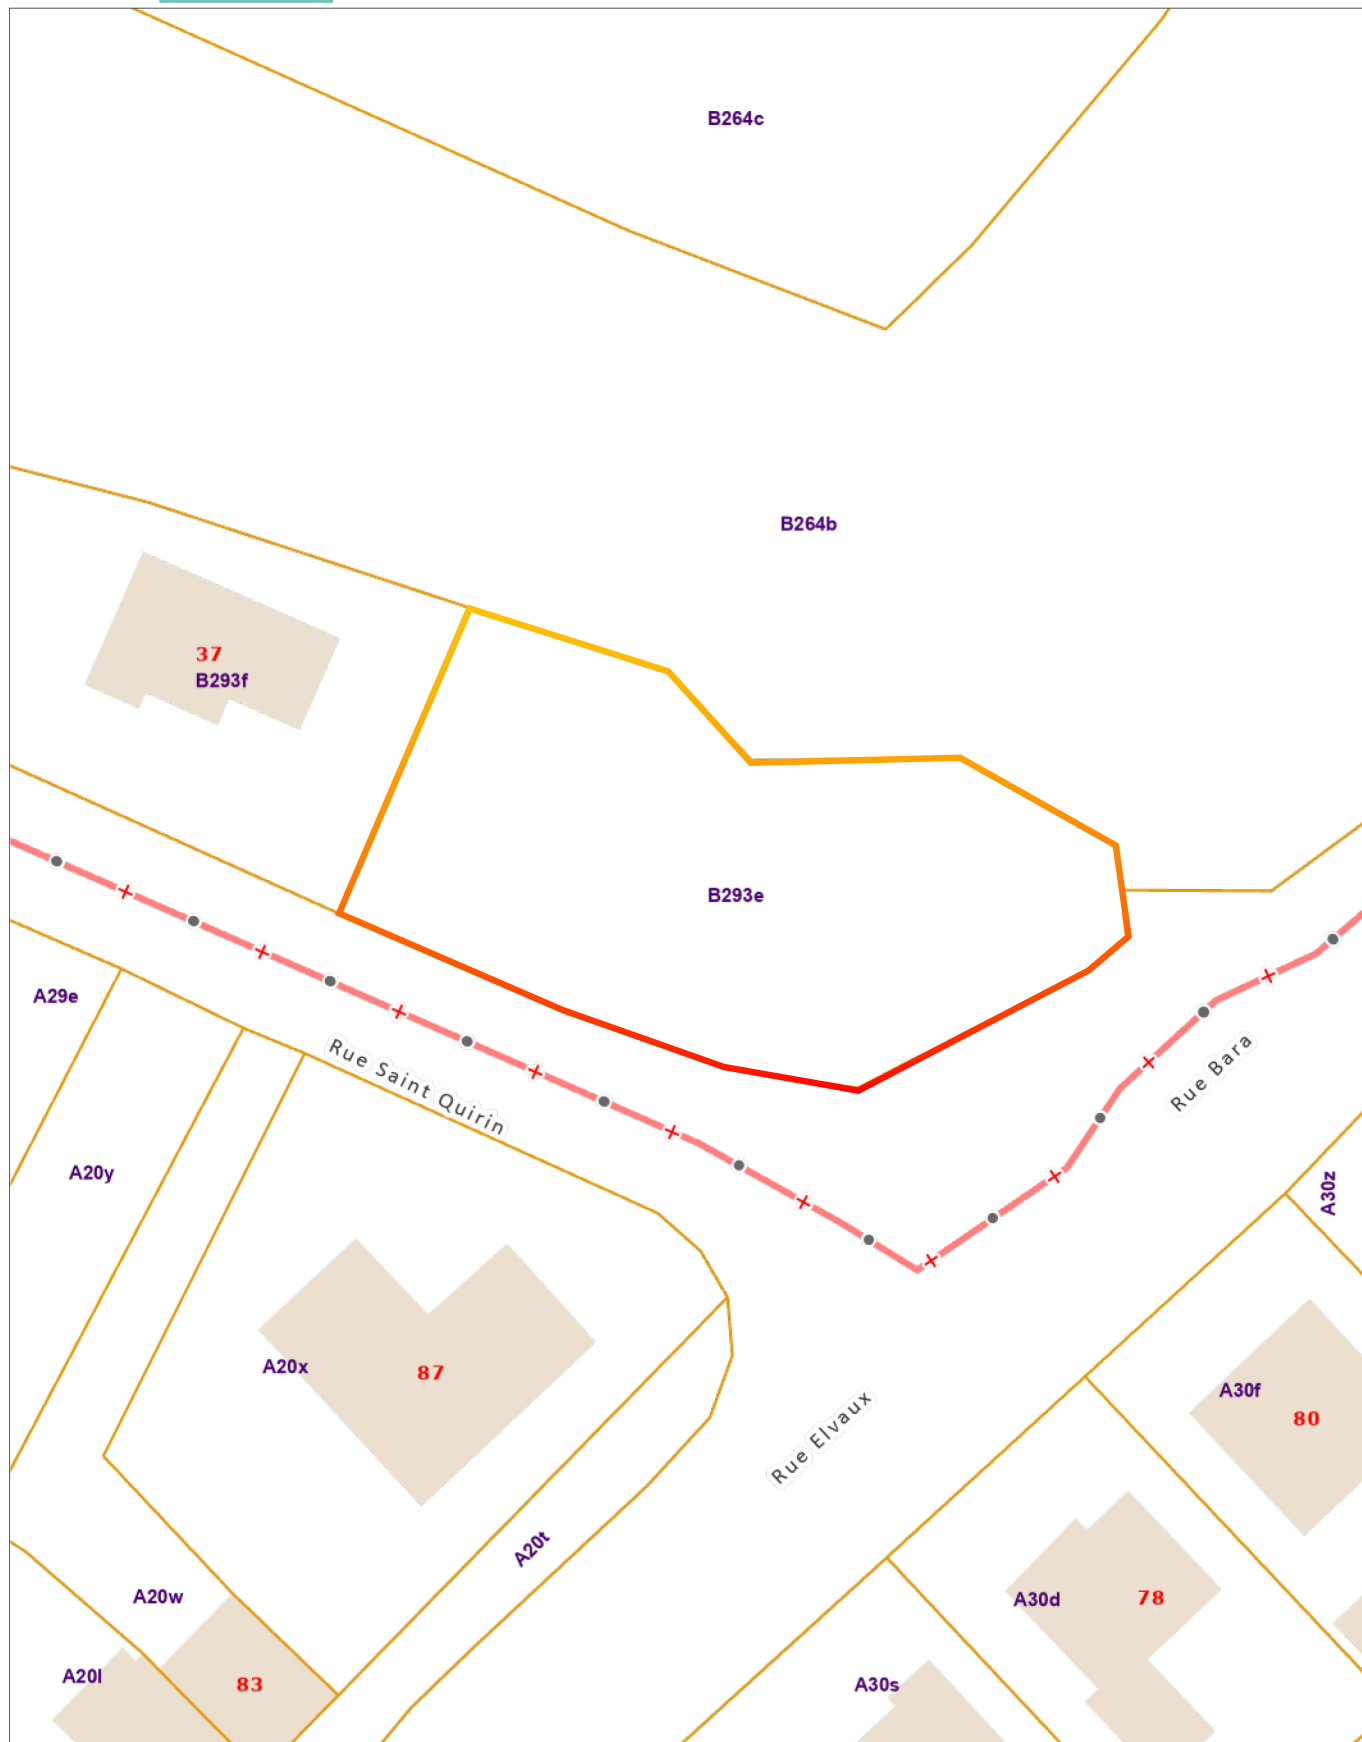 B264c
B264b
37
B293f
B293e
A29e
Rue Saint Quirin
Rue Bara
A20y
A30z
A20x
87
A30f
80
Rue Elvaux
A20t
A20w
A30d
78
A20l
83
A30s